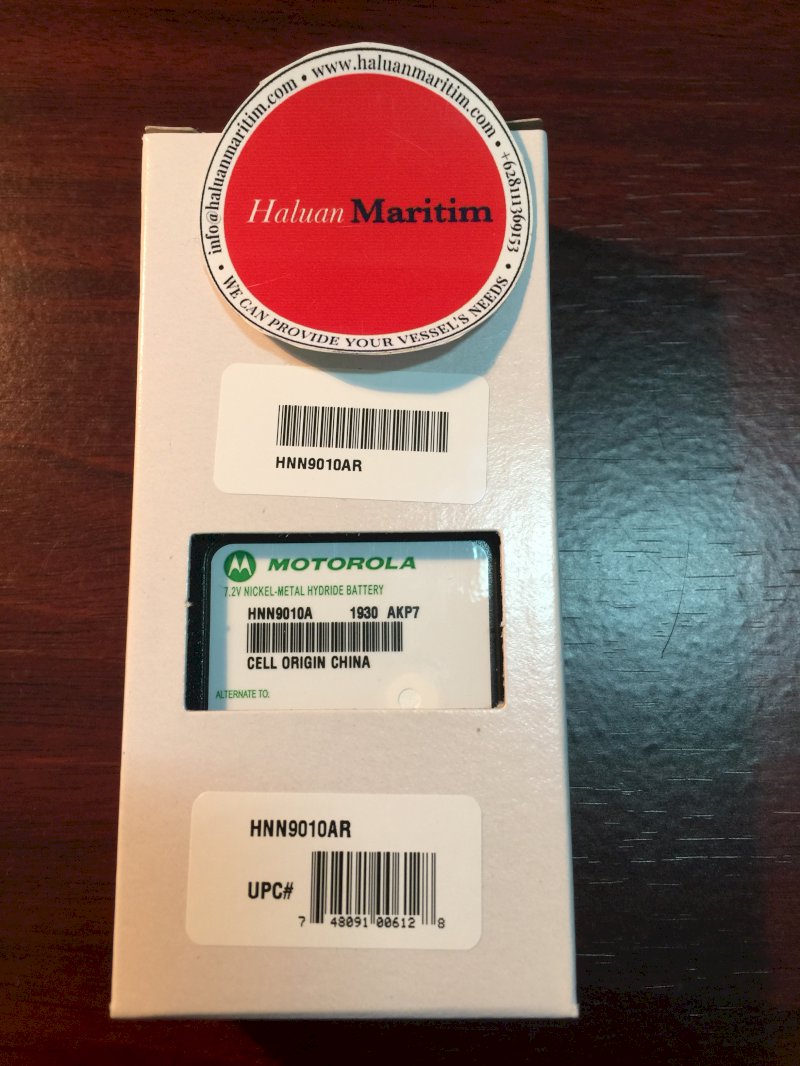 info@haluanmaritim.com • www.haluanmaritim.com • +628111369153
Haluan Maritim
• WE CAN PROVIDE YOUR VESSEL'S NEEDS •
HNN9010AR
MOTOROLA
7.2V NICKEL-METAL HYDRIDE BATTERY
HNN9010A 1930 AKP7
CELL ORIGIN CHINA
ALTERNATE TO:
HNN9010AR
UPC#
7 48091 00612 8